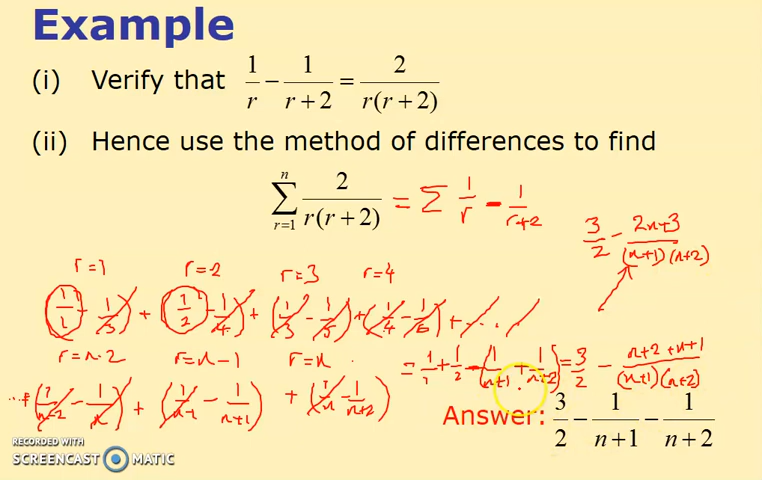 Example
(i) Verify that 1/r − 1/(r+2) = 2/(r(r+2))
(ii) Hence use the method of differences to find
∑_{r=1}^{n} 2/(r(r+2)) = Σ 1/r − 1/(r+2)
3/2 − (2n+3)/((n+1)(n+2))
r=1 r=2 r=3 r=4
(1/1 − 1/3) + (1/2 − 1/4) + (1/3 − 1/5) + (1/4 − 1/6) + ...
r=n-2 r=n-1 r=n
...+ (1/(n-2) − 1/n) + (1/(n-1) − 1/(n+1)) + (1/n − 1/(n+2))
= 1/1 + 1/2 − (1/(n+1) + 1/(n+2)) = 3/2 − (n+2+n+1)/((n+1)(n+2))
Answer: 3/2 − 1/(n+1) − 1/(n+2)
RECORDED WITH
SCREENCAST MATIC